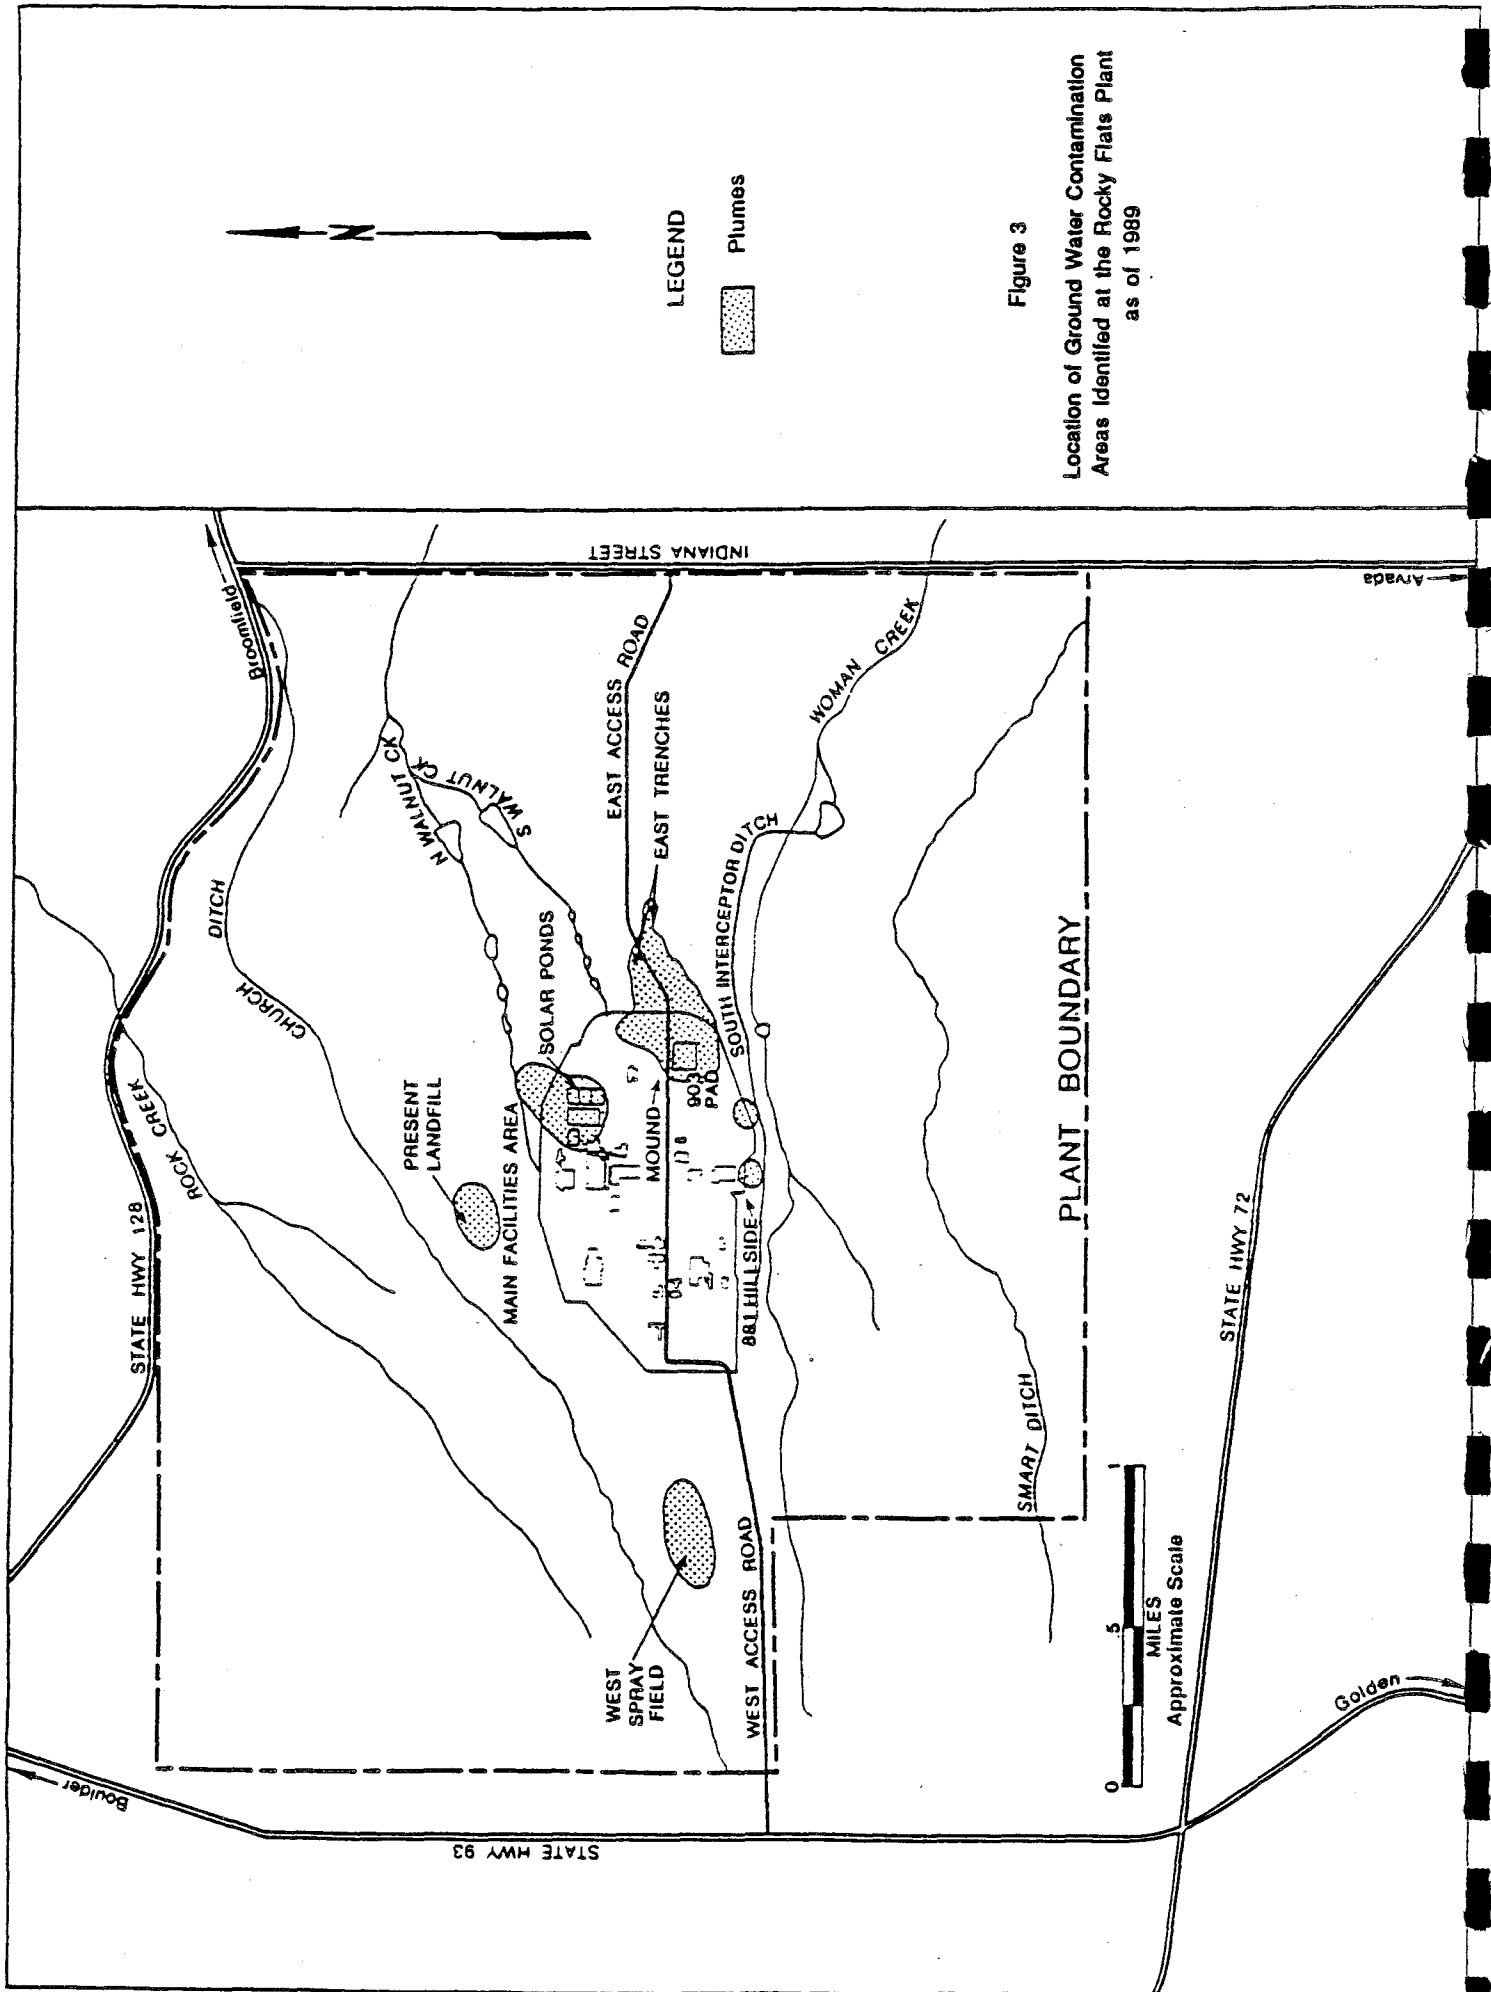 Boulder
STATE HWY 93
STATE HWY 128
Broomfield
ROCK CREEK
CHURCH
DITCH
PRESENT
LANDFILL
N WALNUT CK
S WALNUT CK
MAIN FACILITIES AREA
SOLAR PONDS
WEST
SPRAY
FIELD
MOUND
903
PAD
EAST ACCESS ROAD
EAST TRENCHES
INDIANA STREET
WEST ACCESS ROAD
881 HILLSIDE
SOUTH INTERCEPTOR DITCH
WOMAN CREEK
SMART DITCH
PLANT BOUNDARY
0 .5 1
MILES
Approximate Scale
STATE HWY 72
Golden
Arvada
N
LEGEND
Plumes
Figure 3
Location of Ground Water Contamination
Areas Identifed at the Rocky Flats Plant
as of 1989